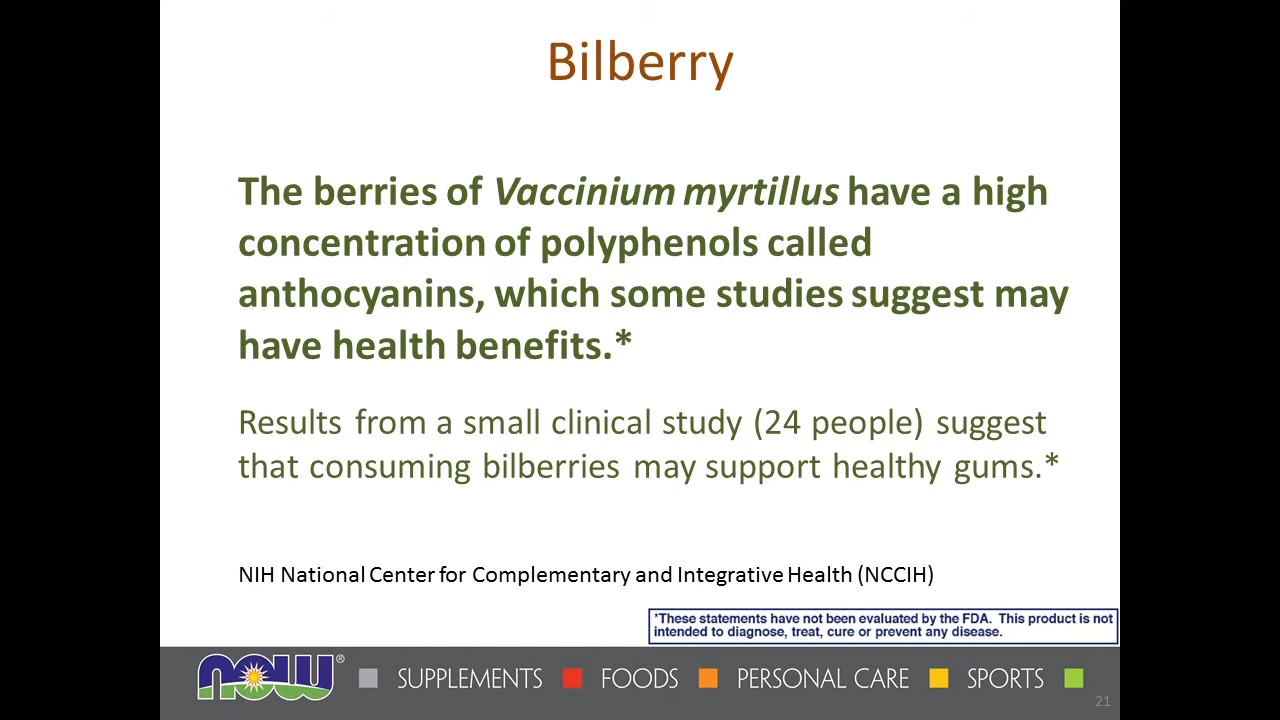 Bilberry
The berries of Vaccinium myrtillus have a high
concentration of polyphenols called
anthocyanins, which some studies suggest may
have health benefits.*
Results from a small clinical study (24 people) suggest
that consuming bilberries may support healthy gums.*
NIH National Center for Complementary and Integrative Health (NCCIH)
*These statements have not been evaluated by the FDA. This product is not
intended to diagnose, treat, cure or prevent any disease.
now® SUPPLEMENTS FOODS PERSONAL CARE SPORTS
21